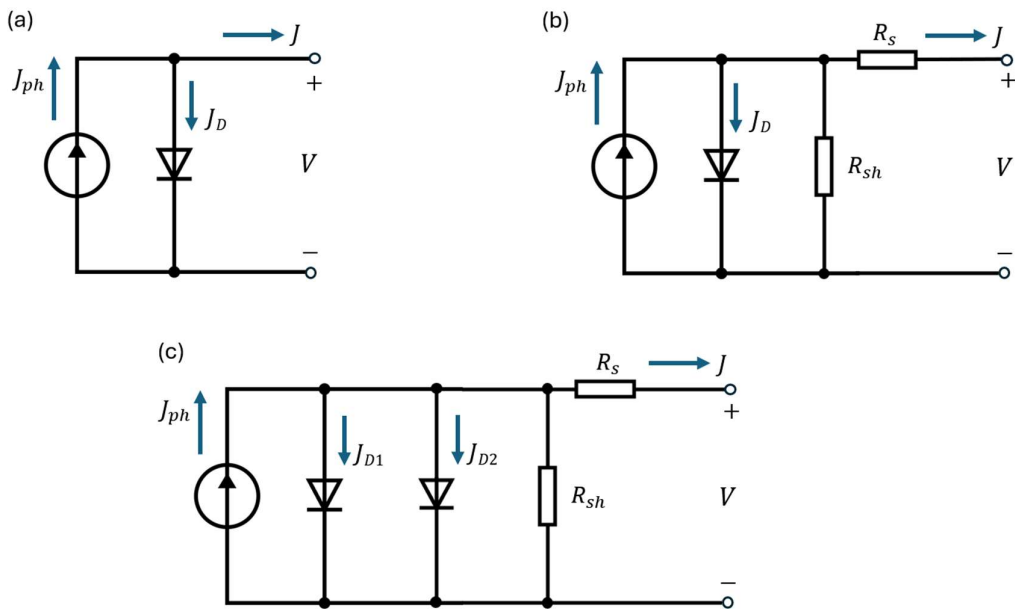 (a)
J
J_ph
J_D
+
V
−
(b)
R_s
J
J_ph
J_D
R_sh
+
V
−
(c)
R_s
J
J_ph
J_D1
J_D2
R_sh
+
V
−